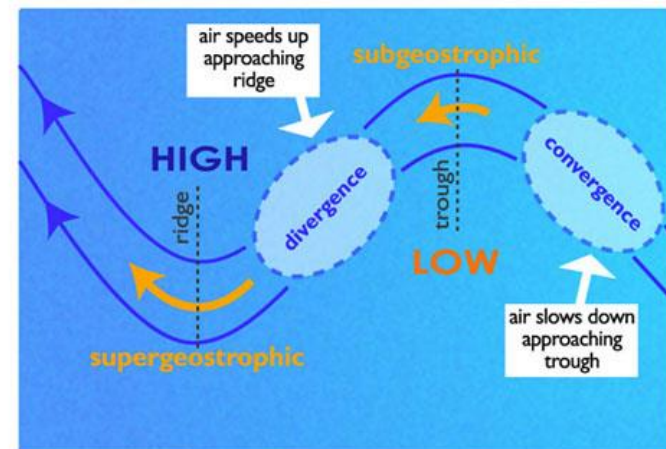 air speeds up
approaching
ridge
subgeostrophic
HIGH
ridge
divergence
trough
convergence
LOW
supergeostrophic
air slows down
approaching
trough